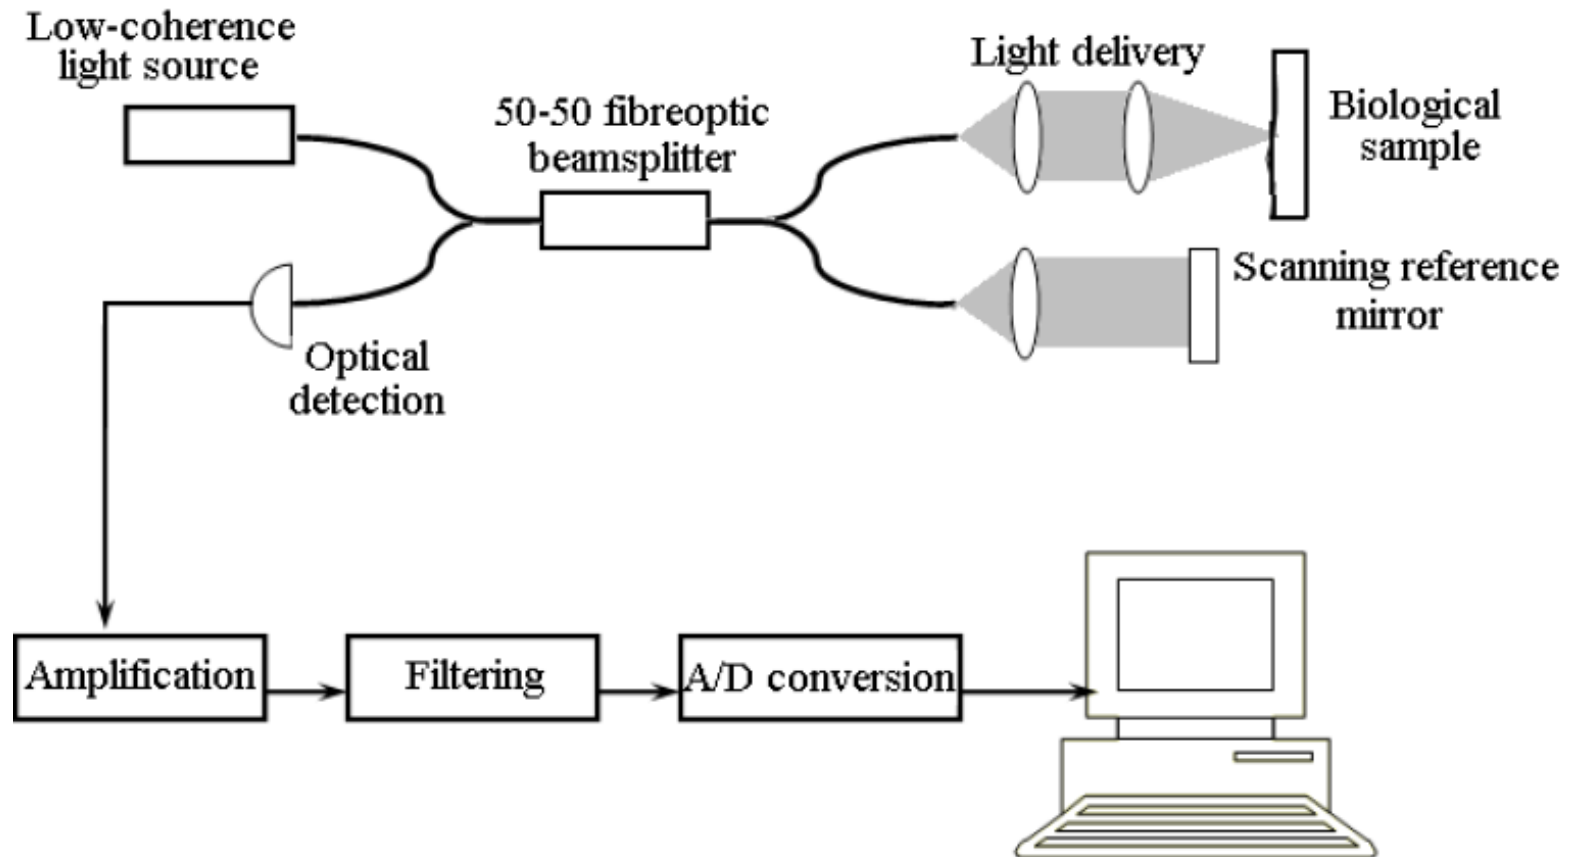 Low-coherence
light source
50-50 fibreoptic
beamsplitter
Light delivery
Biological
sample
Scanning reference
mirror
Optical
detection
Amplification
Filtering
A/D conversion